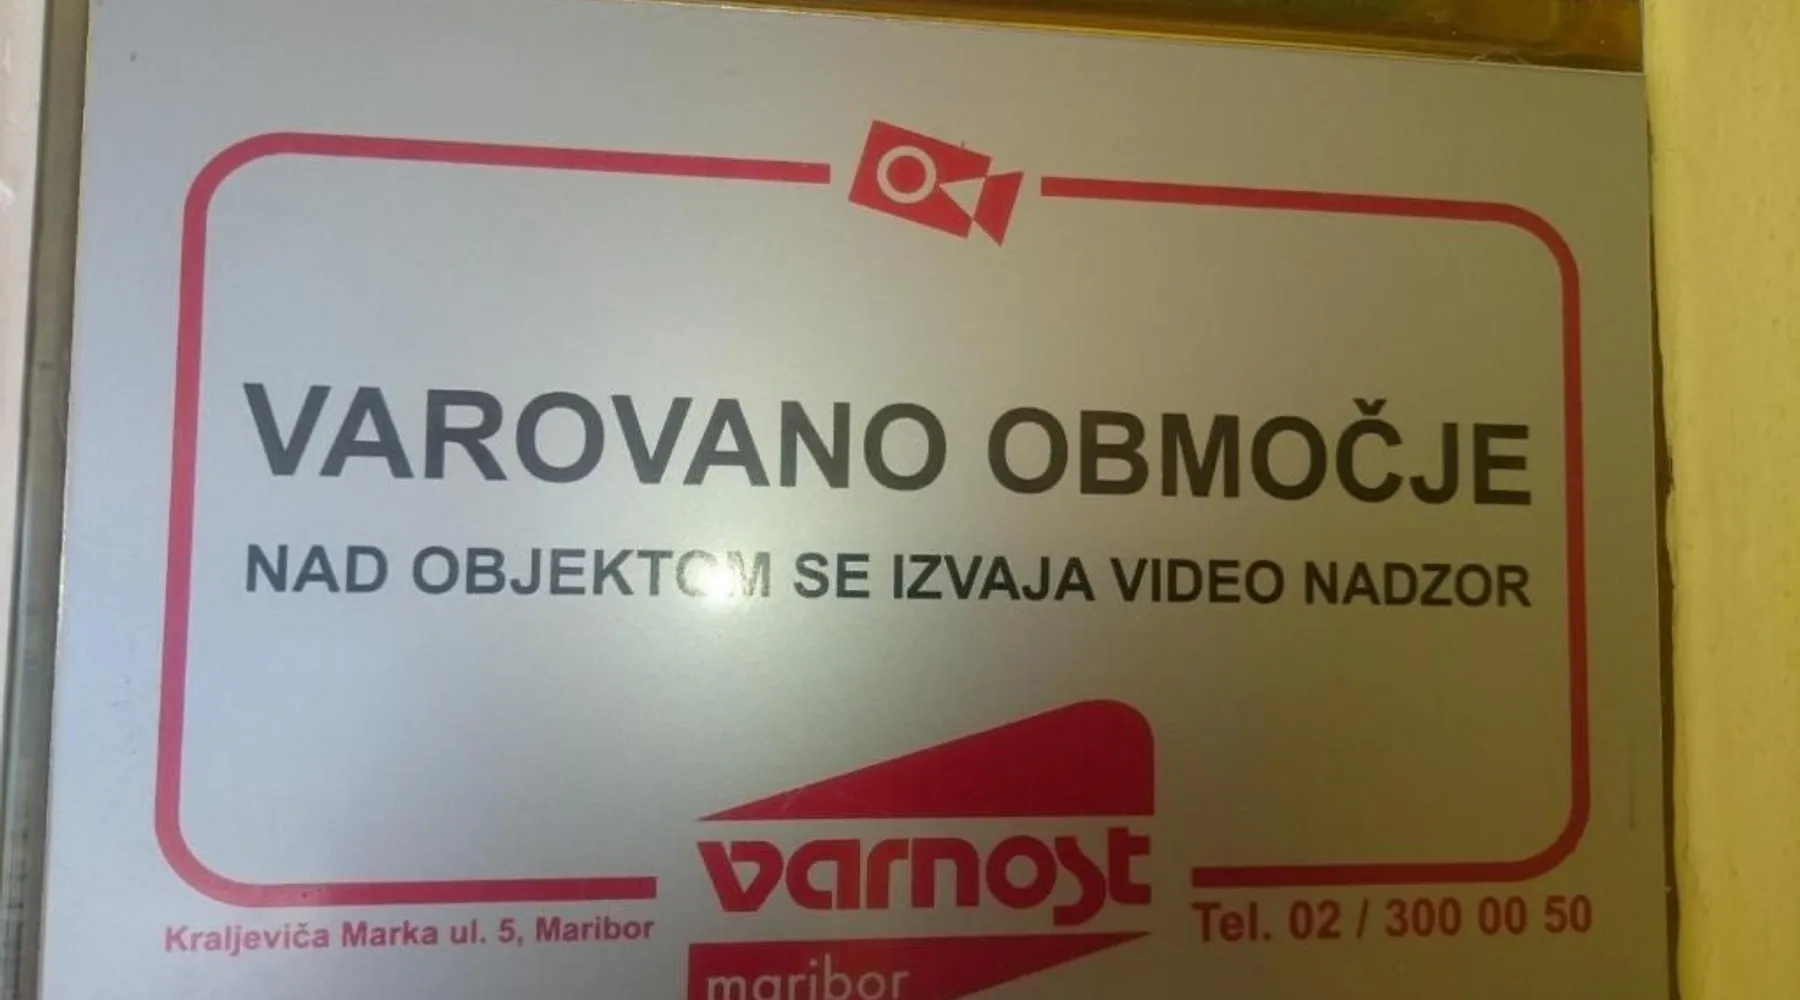 VAROVANO OBMOČJE
NAD OBJEKTOM SE IZVAJA VIDEO NADZOR
varnost
Kraljeviča Marka ul. 5, Maribor
Tel. 02 / 300 00 50
maribor